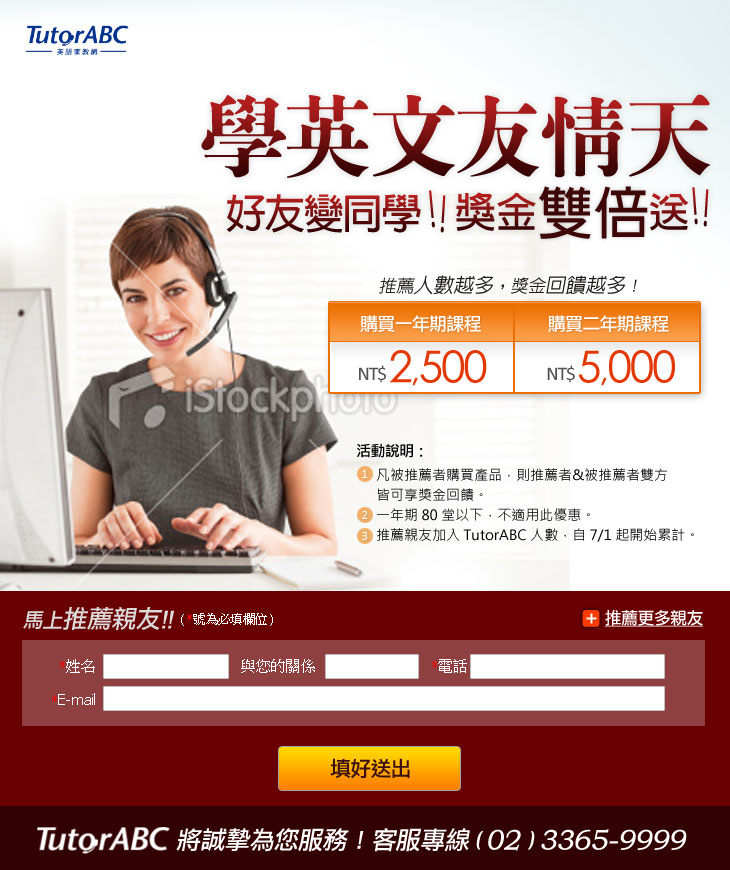 TutorABC
英語家教網
學英文友情天
好友變同學!! 獎金雙倍送!!
推薦人數越多，獎金回饋越多！
購買一年期課程 購買二年期課程
NT$ 2,500 NT$ 5,000
iStockphoto
活動說明：
1 凡被推薦者購買產品，則推薦者&被推薦者雙方
皆可享獎金回饋。
2 一年期 80 堂以下，不適用此優惠。
3 推薦親友加入 TutorABC 人數，自 7/1 起開始累計。
馬上推薦親友!! (*號為必填欄位)
+ 推薦更多親友
*姓名 與您的關係 *電話
*E-mail
填好送出
TutorABC 將誠摯為您服務！客服專線 ( 02 ) 3365-9999